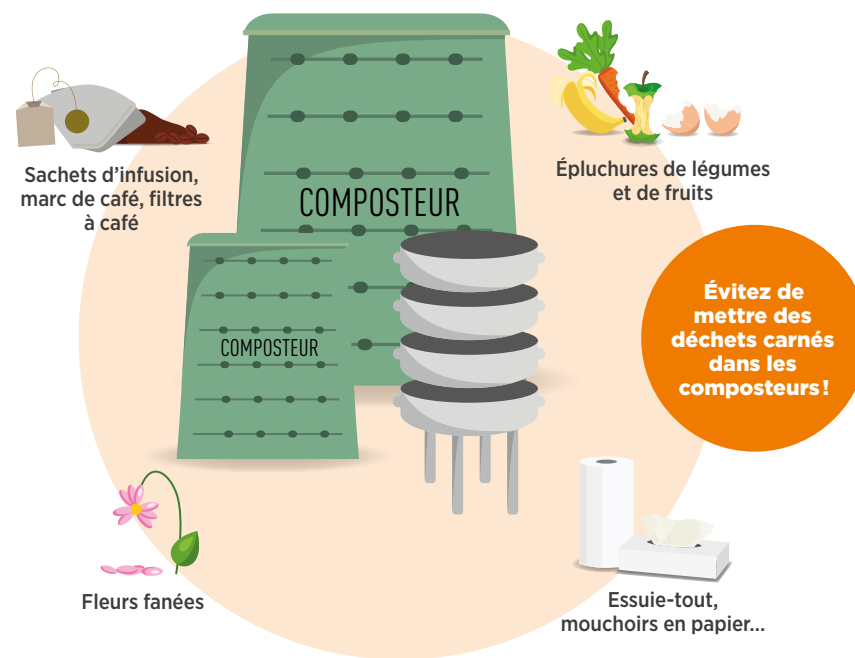 Sachets d’infusion,
marc de café, filtres
à café
Épluchures de légumes
et de fruits
COMPOSTEUR
COMPOSTEUR
Évitez de
mettre des
déchets carnés
dans les
composteurs !
Fleurs fanées
Essuie-tout,
mouchoirs en papier...